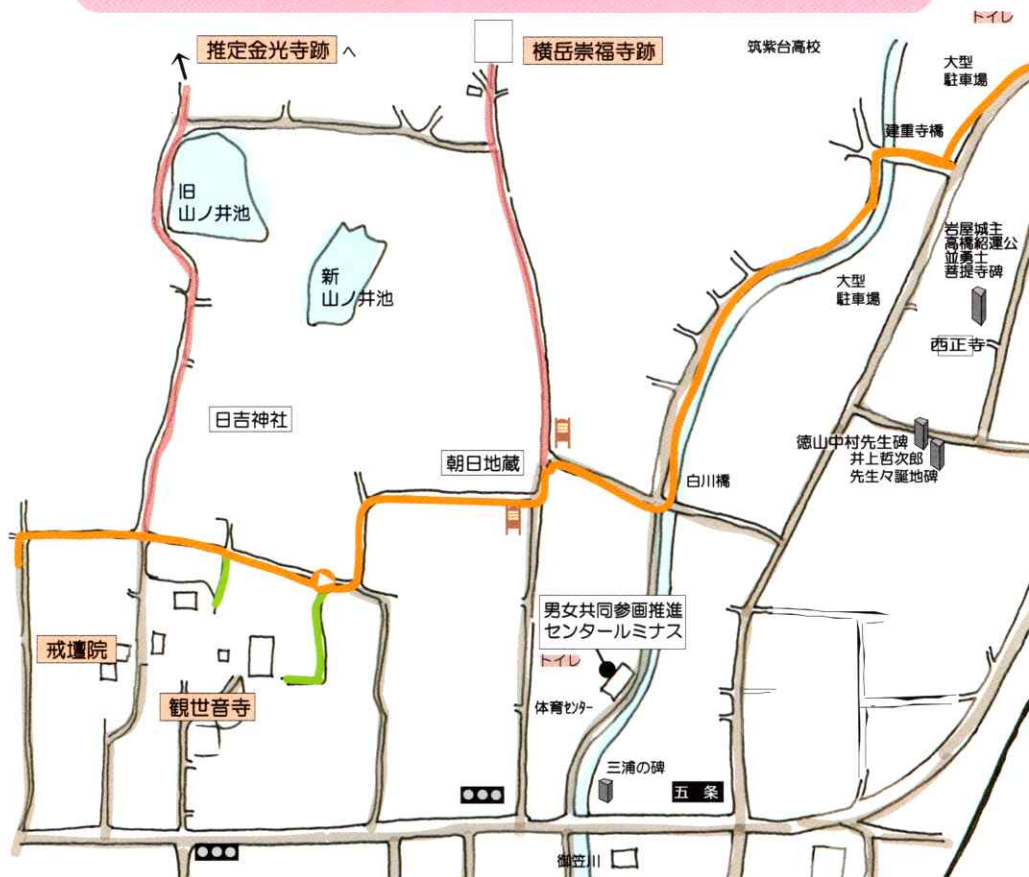 トイレ
推定金光寺跡
へ
横岳崇福寺跡
筑紫台高校
大型
駐車場
建重寺橋
旧
山ノ井池
新
山ノ井池
岩屋城主
高橋紹運公
並勇士
菩提寺碑
大型
駐車場
西正寺
日吉神社
朝日地蔵
徳山中村先生碑
井上哲次郎
先生々誕地碑
白川橋
男女共同参画推進
センタールミナス
トイレ
戒壇院
観世音寺
体育センター
三浦の碑
五条
御笠川